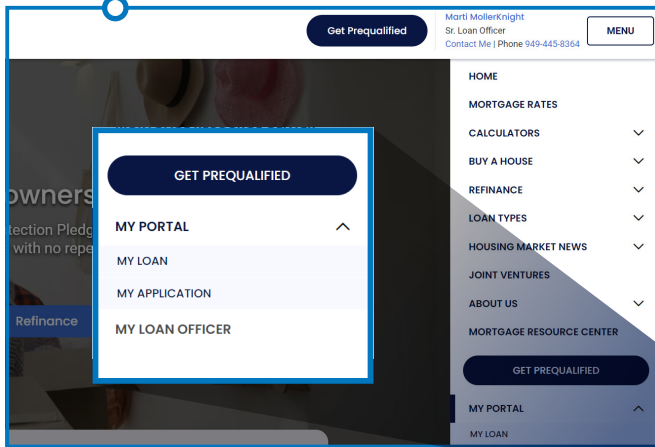 Get Prequalified
Marti MollerKnight
Sr. Loan Officer
Contact Me | Phone 949-445-8364
MENU
HOME
MORTGAGE RATES
CALCULATORS
BUY A HOUSE
REFINANCE
LOAN TYPES
HOUSING MARKET NEWS
JOINT VENTURES
ABOUT US
MORTGAGE RESOURCE CENTER
GET PREQUALIFIED
MY PORTAL
MY LOAN
GET PREQUALIFIED
MY PORTAL
MY LOAN
MY APPLICATION
MY LOAN OFFICER
owners
tection Pledg
with no repe
Refinance